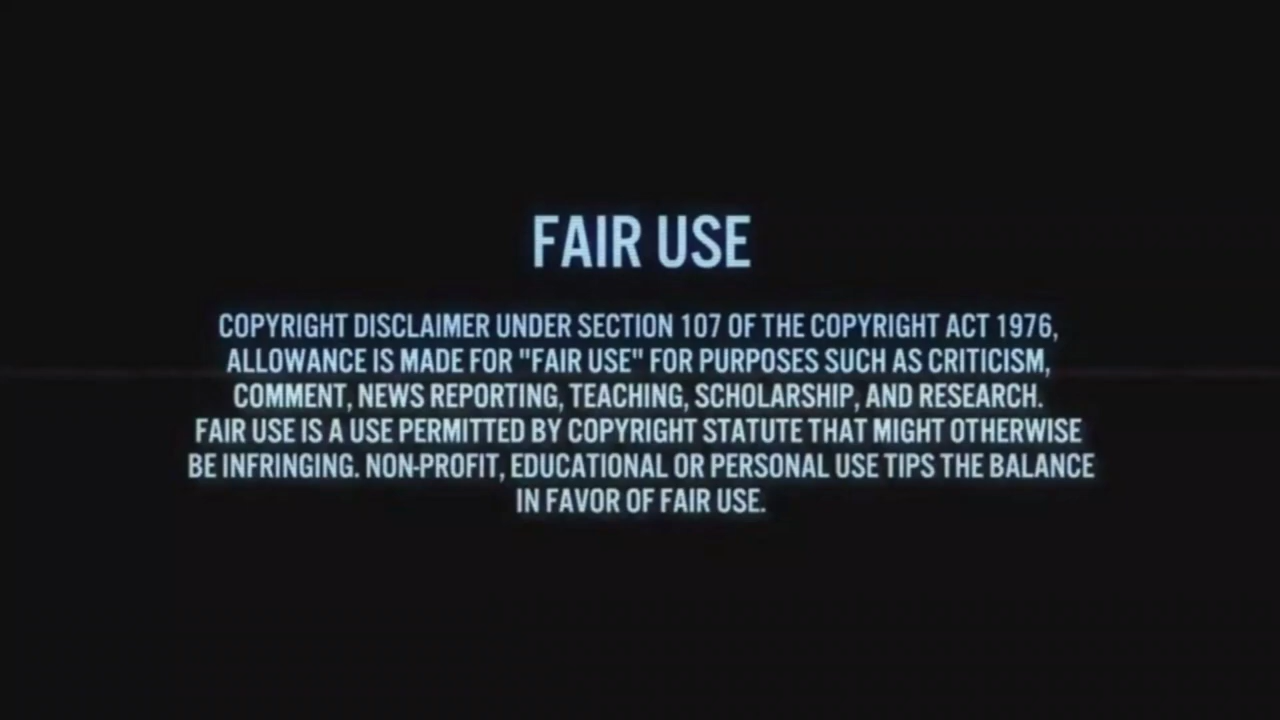 FAIR USE
COPYRIGHT DISCLAIMER UNDER SECTION 107 OF THE COPYRIGHT ACT 1976,
ALLOWANCE IS MADE FOR "FAIR USE" FOR PURPOSES SUCH AS CRITICISM,
COMMENT, NEWS REPORTING, TEACHING, SCHOLARSHIP, AND RESEARCH.
FAIR USE IS A USE PERMITTED BY COPYRIGHT STATUTE THAT MIGHT OTHERWISE
BE INFRINGING. NON-PROFIT, EDUCATIONAL OR PERSONAL USE TIPS THE BALANCE
IN FAVOR OF FAIR USE.